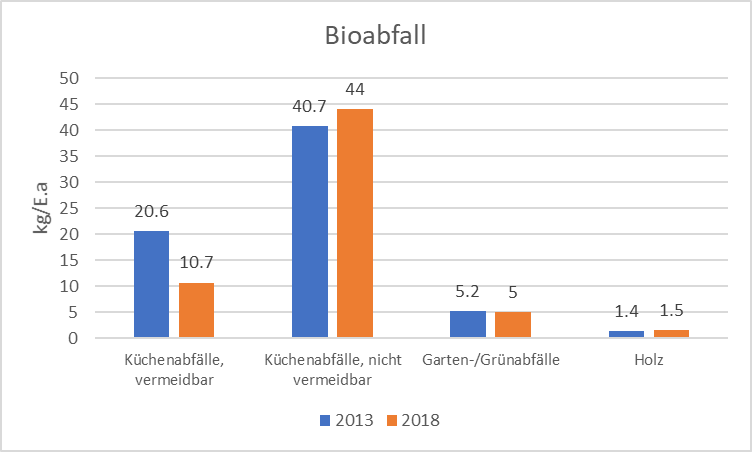 Bioabfall
kg/E.a
50
45
40
35
30
25
20
15
10
5
0
20.6
10.7
40.7
44
5.2
5
1.4
1.5
Küchenabfälle,
vermeidbar
Küchenabfälle, nicht
vermeidbar
Garten-/Grünabfälle
Holz
2013
2018